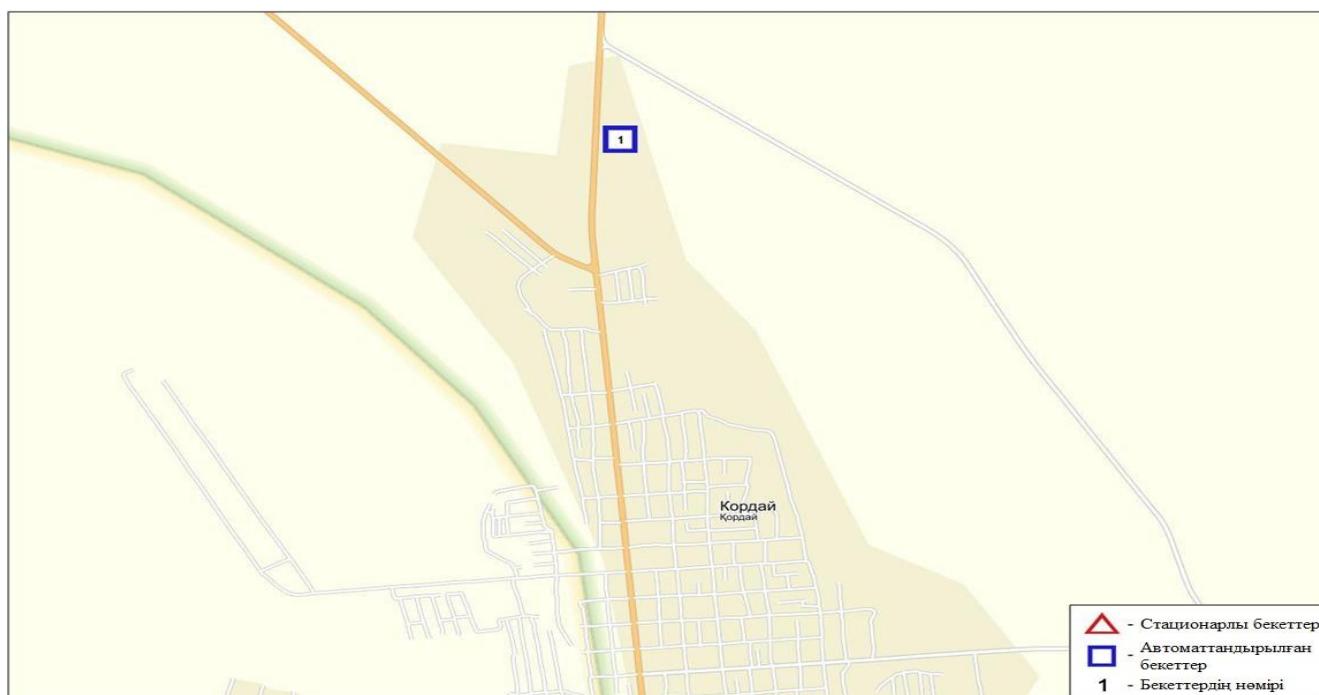 1
Кордай
Қордай
- Стационарлы бекеттер
- Автоматтандырылған
бекеттер
1 - Бекеттердің нөмірі